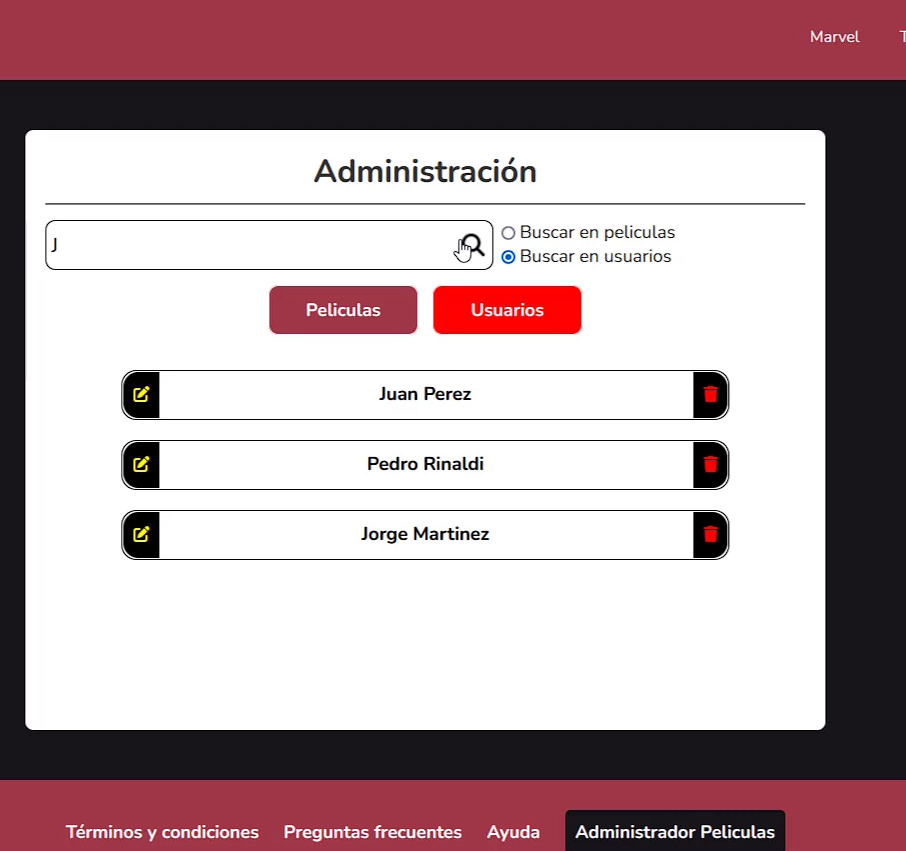 Marvel
Administración
J
Buscar en peliculas
Buscar en usuarios
Peliculas
Usuarios
Juan Perez
Pedro Rinaldi
Jorge Martinez
Términos y condiciones
Preguntas frecuentes
Ayuda
Administrador Peliculas